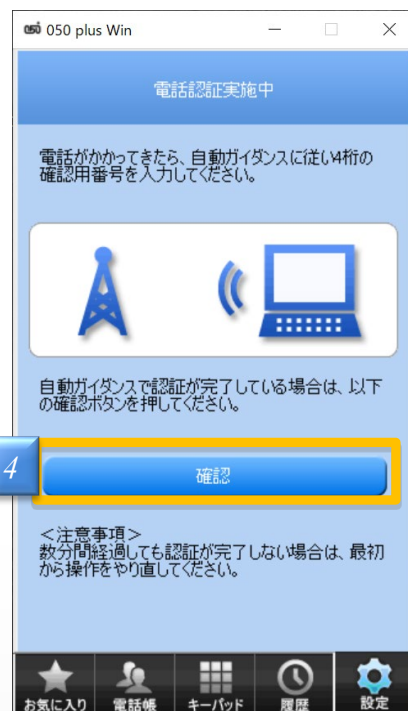 050 050 plus Win
電話認証実施中
電話がかかってきたら、自動ガイダンスに従い4桁の
確認用番号を入力してください。
自動ガイダンスで認証が完了している場合は、以下
の確認ボタンを押してください。
4
確認
＜注意事項＞
数分間経過しても認証が完了しない場合は、最初
から操作をやり直してください。
お気に入り 電話帳 キーパッド 履歴 設定